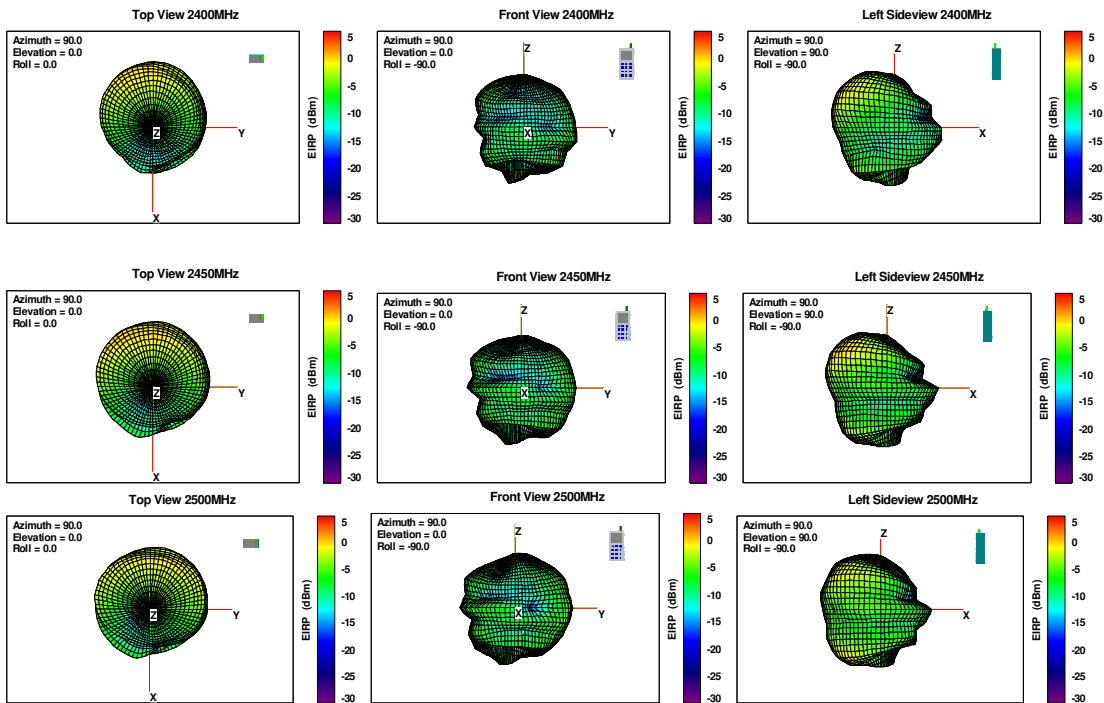 Top View 2400MHz
Azimuth = 90.0
Elevation = 0.0
Roll = 0.0
Z
Y
X
EIRP (dBm)
5
0
-5
-10
-15
-20
-25
-30
Front View 2400MHz
Azimuth = 90.0
Elevation = 0.0
Roll = -90.0
Z
X
Y
EIRP (dBm)
5
0
-5
-10
-15
-20
-25
-30
Left Sideview 2400MHz
Azimuth = 90.0
Elevation = 90.0
Roll = -90.0
Z
X
EIRP (dBm)
5
0
-5
-10
-15
-20
-25
-30
Top View 2450MHz
Azimuth = 90.0
Elevation = 0.0
Roll = 0.0
Z
Y
X
EIRP (dBm)
5
0
-5
-10
-15
-20
-25
-30
Front View 2450MHz
Azimuth = 90.0
Elevation = 0.0
Roll = -90.0
Z
X
Y
EIRP (dBm)
5
0
-5
-10
-15
-20
-25
-30
Left Sideview 2450MHz
Azimuth = 90.0
Elevation = 90.0
Roll = -90.0
Z
X
EIRP (dBm)
5
0
-5
-10
-15
-20
-25
-30
Top View 2500MHz
Azimuth = 90.0
Elevation = 0.0
Roll = 0.0
Z
Y
X
EIRP (dBm)
5
0
-5
-10
-15
-20
-25
-30
Front View 2500MHz
Azimuth = 90.0
Elevation = 0.0
Roll = -90.0
Z
X
Y
EIRP (dBm)
5
0
-5
-10
-15
-20
-25
-30
Left Sideview 2500MHz
Azimuth = 90.0
Elevation = 90.0
Roll = -90.0
Z
X
EIRP (dBm)
5
0
-5
-10
-15
-20
-25
-30